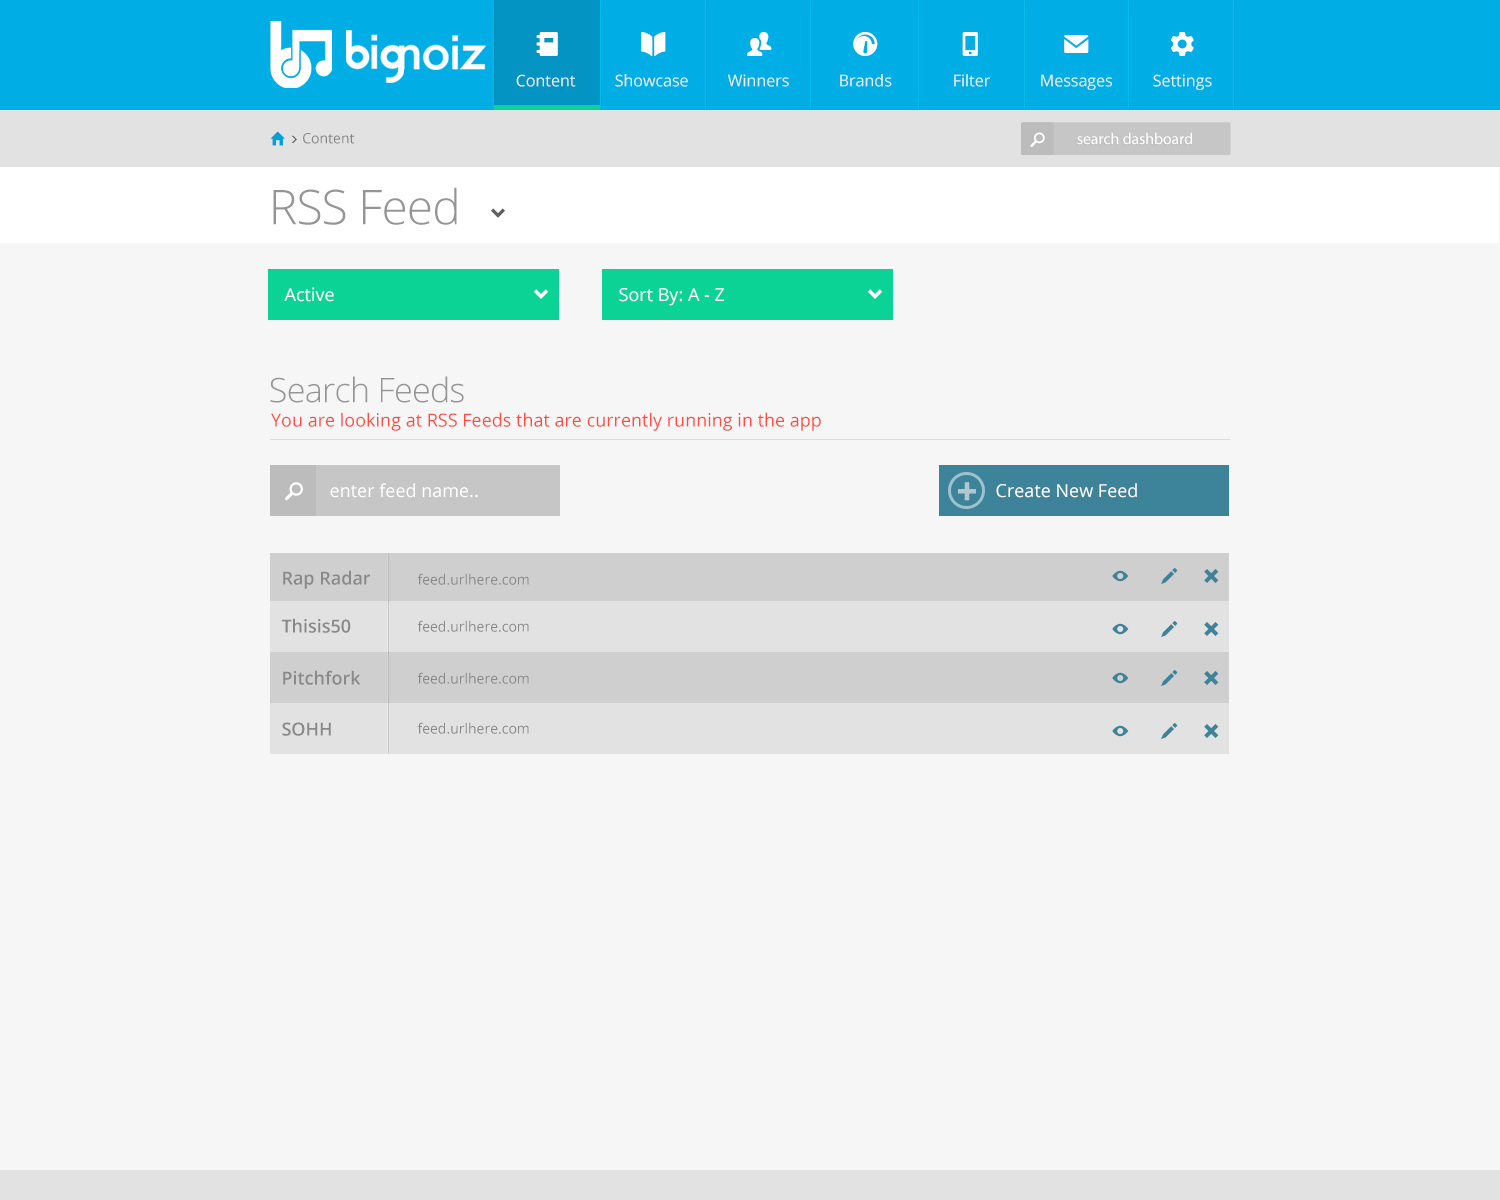 bignoiz
Content Showcase Winners Brands Filter Messages Settings
Content
search dashboard
RSS Feed
Active
Sort By: A - Z
Search Feeds
You are looking at RSS Feeds that are currently running in the app
enter feed name..
Create New Feed
Rap Radar feed.urlhere.com
Thisis50 feed.urlhere.com
Pitchfork feed.urlhere.com
SOHH feed.urlhere.com